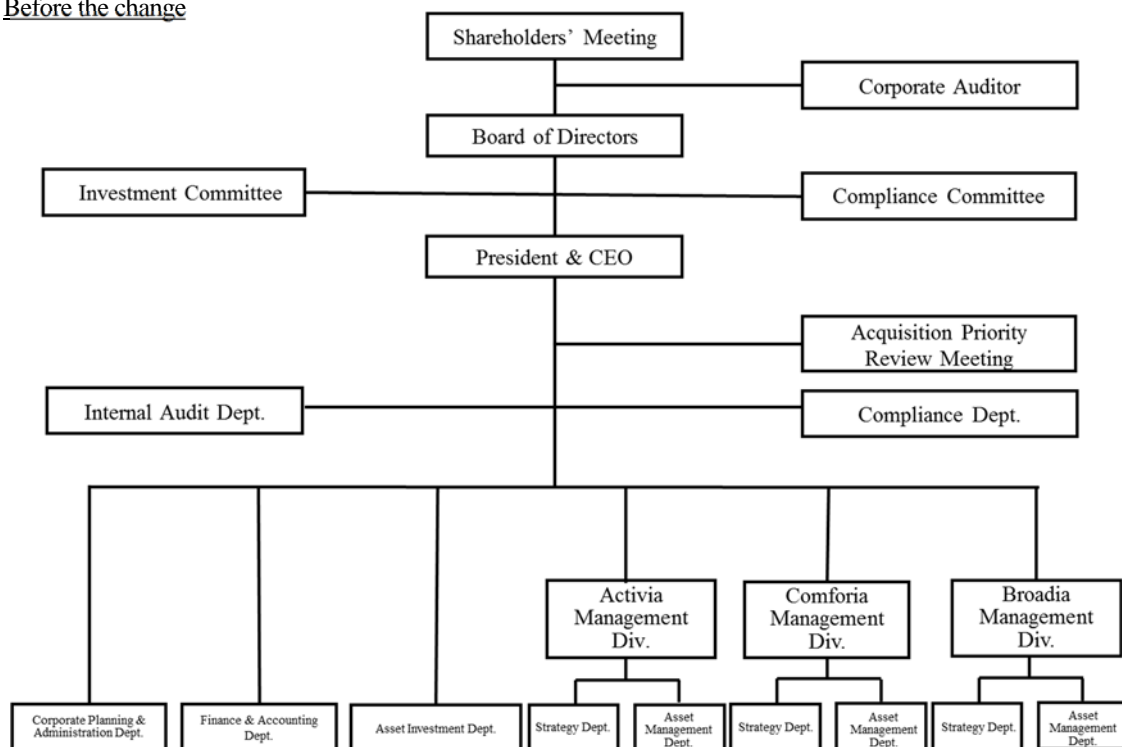 Before the change
Shareholders’ Meeting
Corporate Auditor
Board of Directors
Investment Committee
Compliance Committee
President & CEO
Acquisition Priority
Review Meeting
Internal Audit Dept.
Compliance Dept.
Activia
Management
Div.
Comforia
Management
Div.
Broadia
Management
Div.
Corporate Planning &
Administration Dept.
Finance & Accounting
Dept.
Asset Investment Dept.
Strategy Dept.
Asset
Management
Dept.
Strategy Dept.
Asset
Management
Dept.
Strategy Dept.
Asset
Management
Dept.